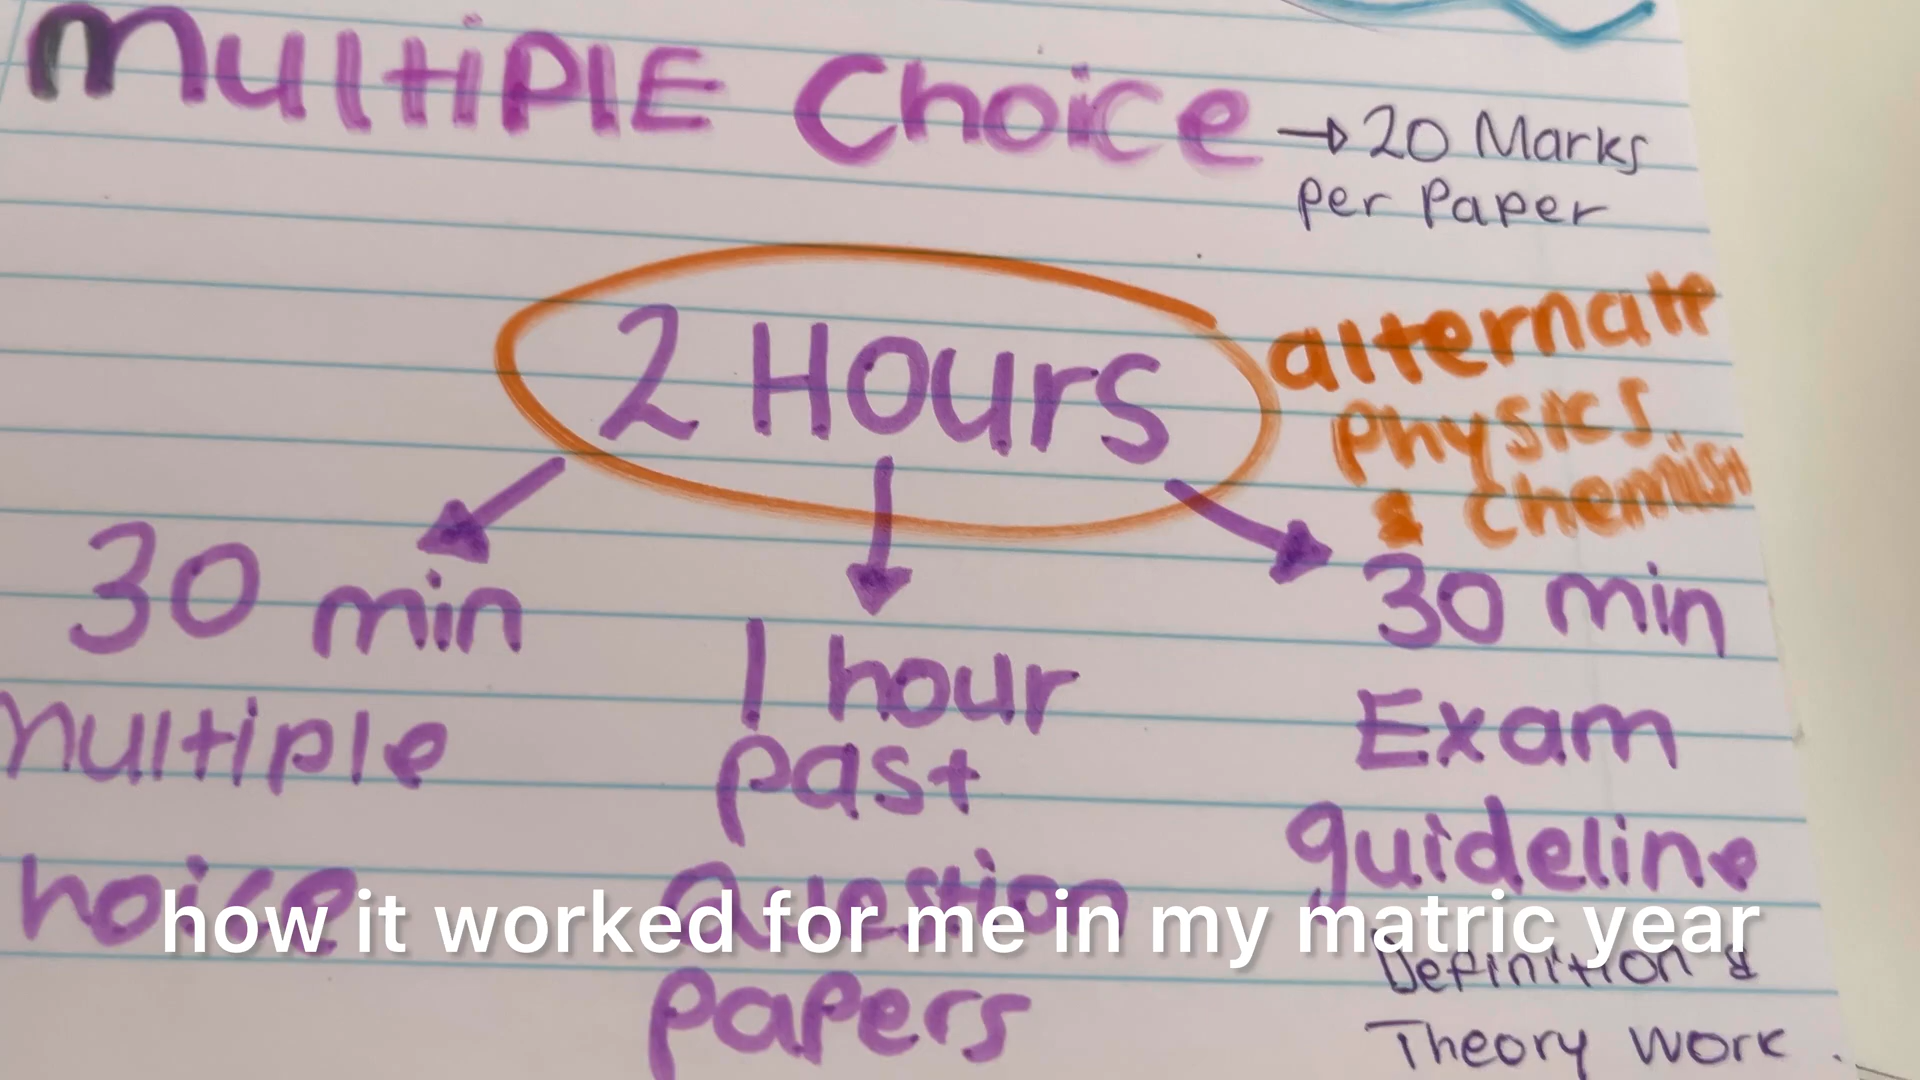 MULTIPLE Choice → 20 Marks
per Paper
2 Hours
alternate
physics
& Chemist
30 min
Multiple
hoice
1 hour
past
Question
papers
30 min
Exam
guideline
Definition &
Theory Work
how it worked for me in my matric year